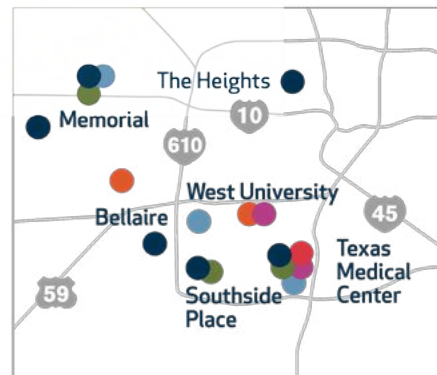 The Heights
Memorial
10
610
West University
Bellaire
45
Texas
Medical
Center
59
Southside
Place